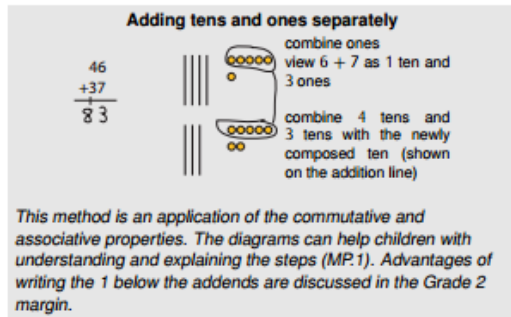 Adding tens and ones separately
46
+37
83
combine ones
view 6 + 7 as 1 ten and
3 ones
combine 4 tens and
3 tens with the newly
composed ten (shown
on the addition line)
This method is an application of the commutative and
associative properties. The diagrams can help children with
understanding and explaining the steps (MP.1). Advantages of
writing the 1 below the addends are discussed in the Grade 2
margin.